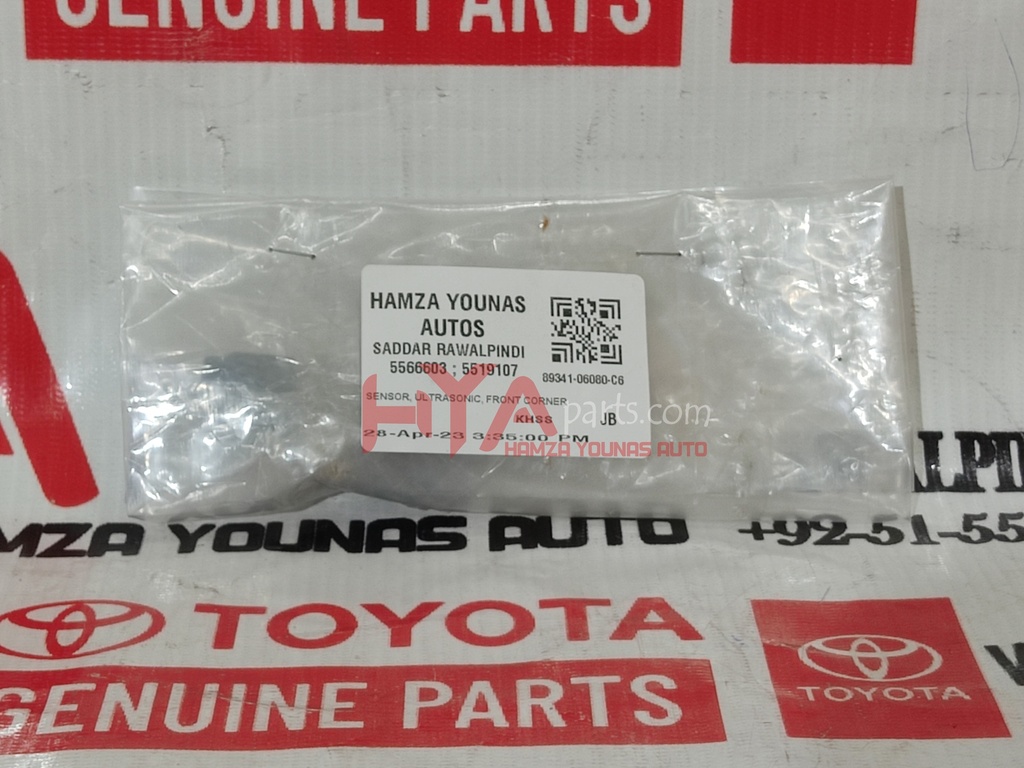 GENUINE PARTS
HAMZA YOUNAS
AUTOS
SADDAR RAWALPINDI
5566603 ; 5519107
89341-06080-C6
SENSOR, ULTRASONIC, FRONT CORNER
KHSS JB
28-Apr-23 3:35:00 PM
HYA parts.com
HAMZA YOUNAS AUTO
MZA YOUNAS AUTO
+92-51-55
TOYOTA
GENUINE PARTS
TOYOTA